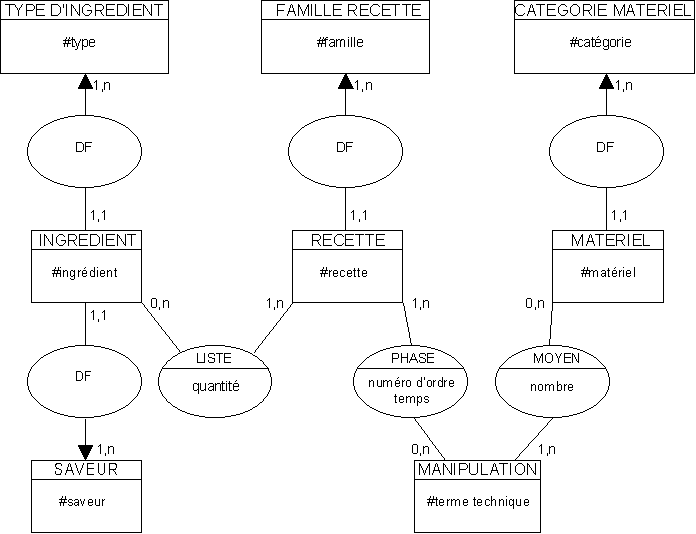 TYPE D'INGREDIENT
#type
FAMILLE RECETTE
#famille
CATEGORIE MATERIEL
#catégorie
1,n
1,n
1,n
DF
DF
DF
1,1
1,1
1,1
INGREDIENT
#ingrédient
RECETTE
#recette
MATERIEL
#matériel
1,1
0,n
1,n
1,n
0,n
DF
LISTE
quantité
PHASE
numéro d'ordre
temps
MOYEN
nombre
1,n
0,n
1,n
SAVEUR
#saveur
MANIPULATION
#terme technique